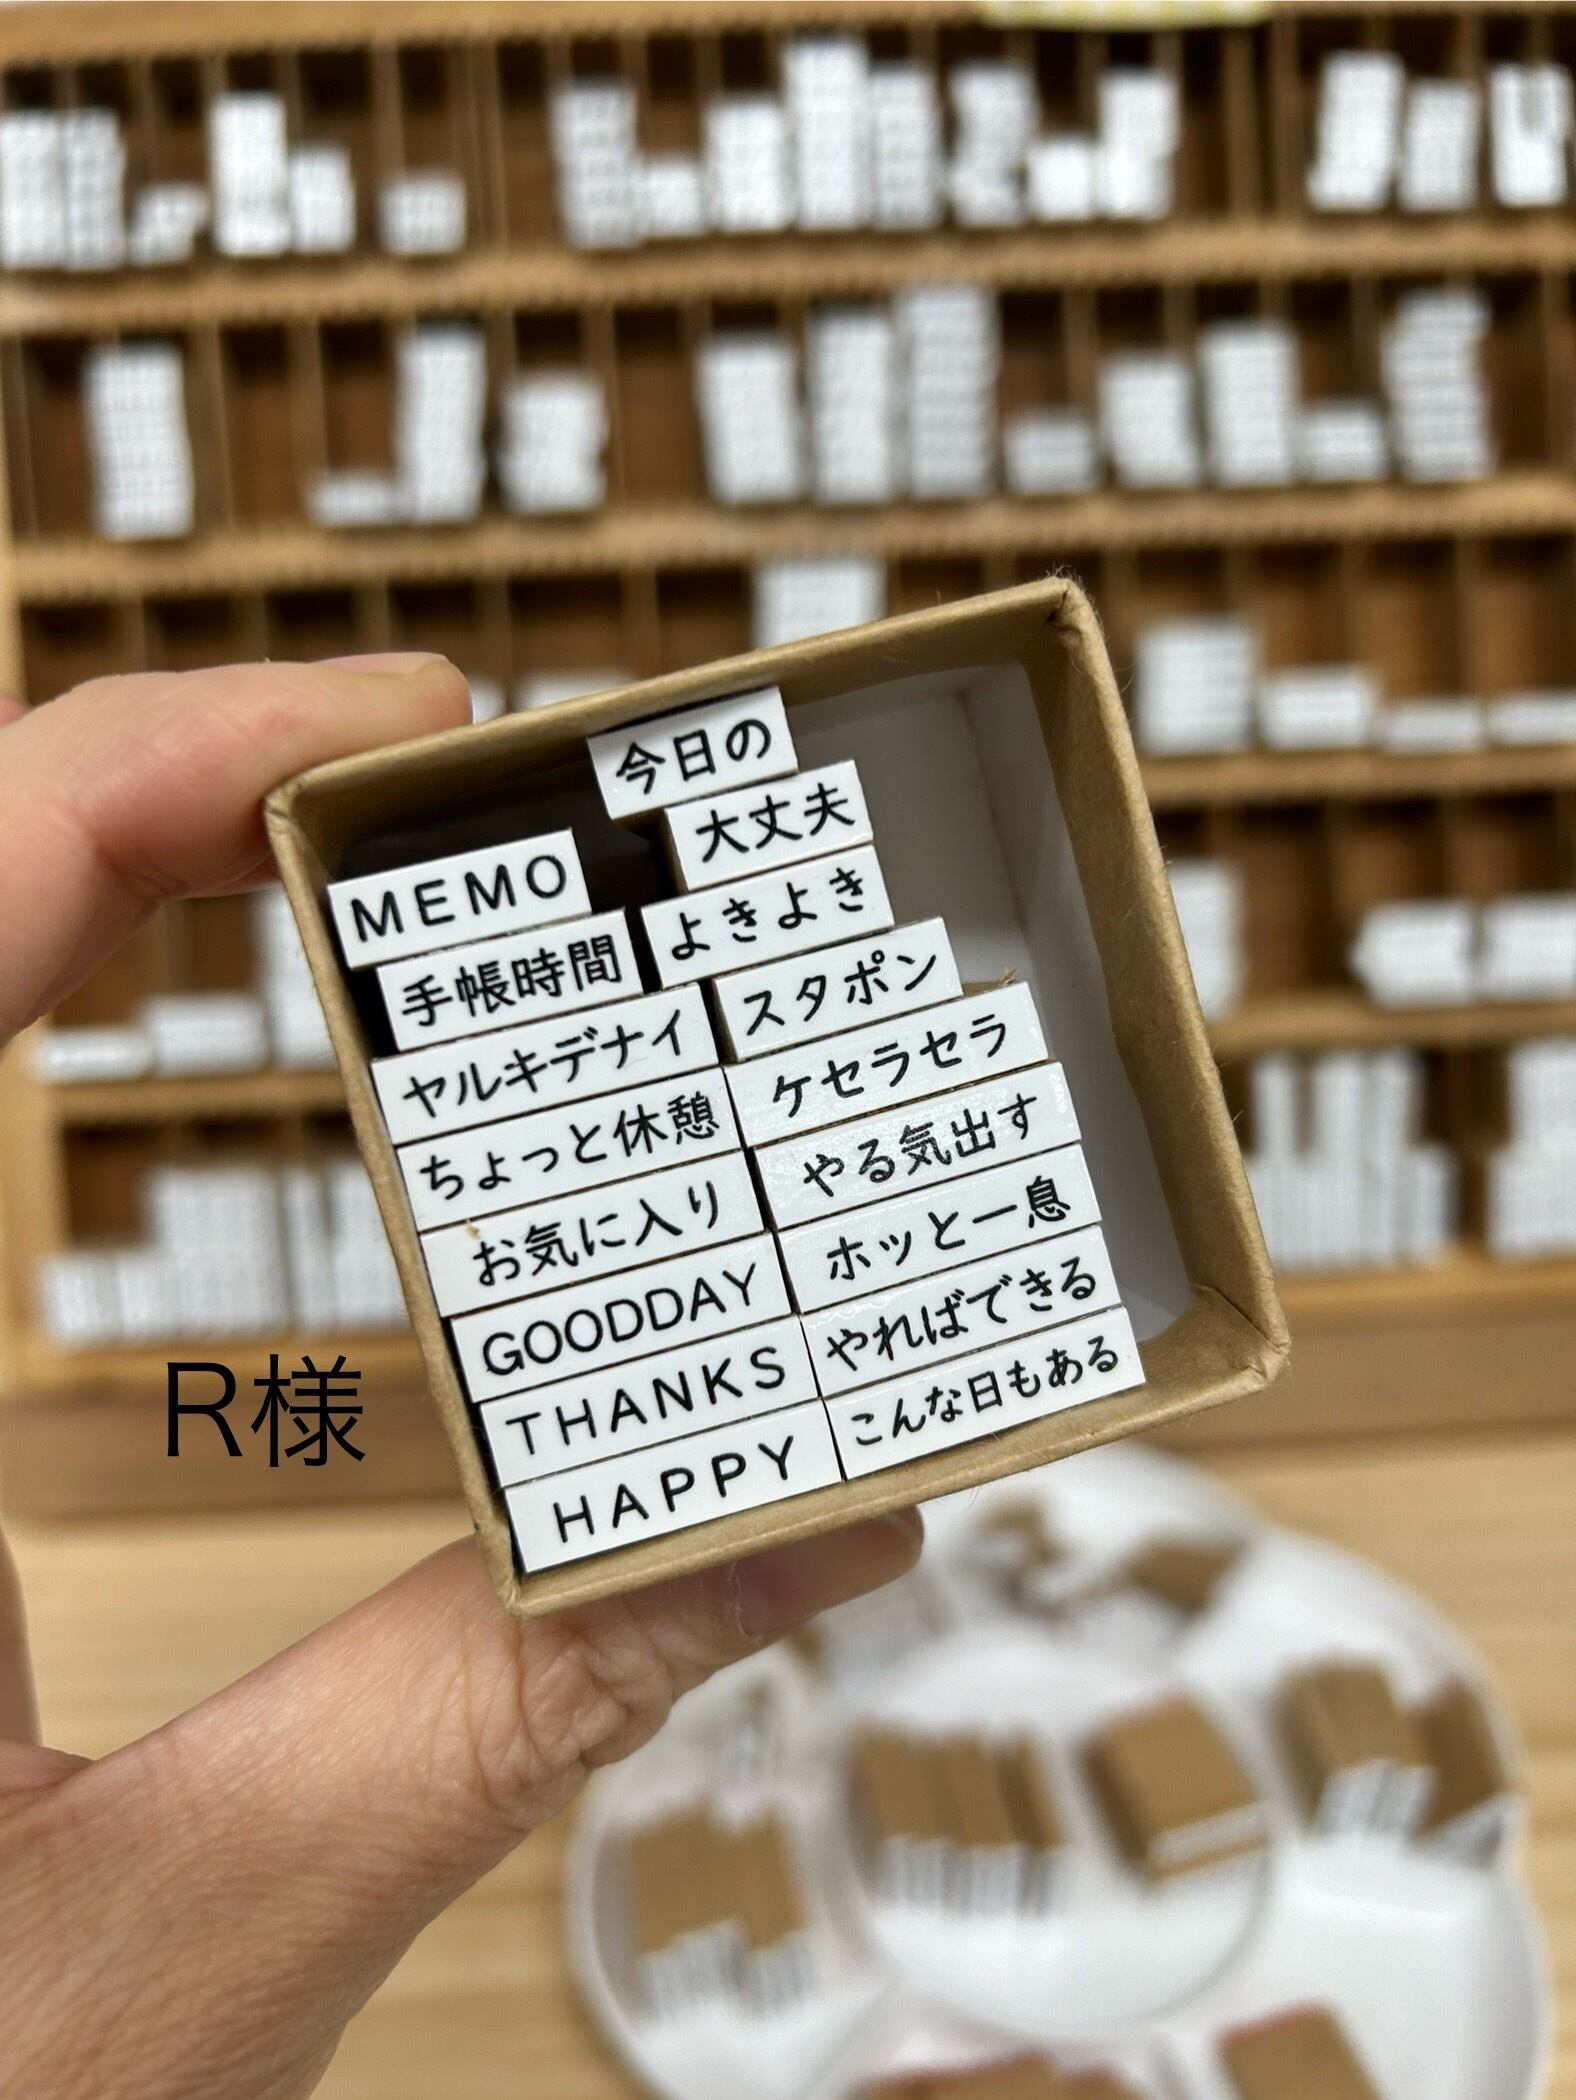 MEMO
手帳時間
ヤルキデナイ
ちょっと休憩
お気に入り
GOODDAY
THANKS
HAPPY
今日の
大丈夫
よきよき
スタポン
ケセラセラ
やる気出す
ホッと一息
やればできる
こんな日もある
R様